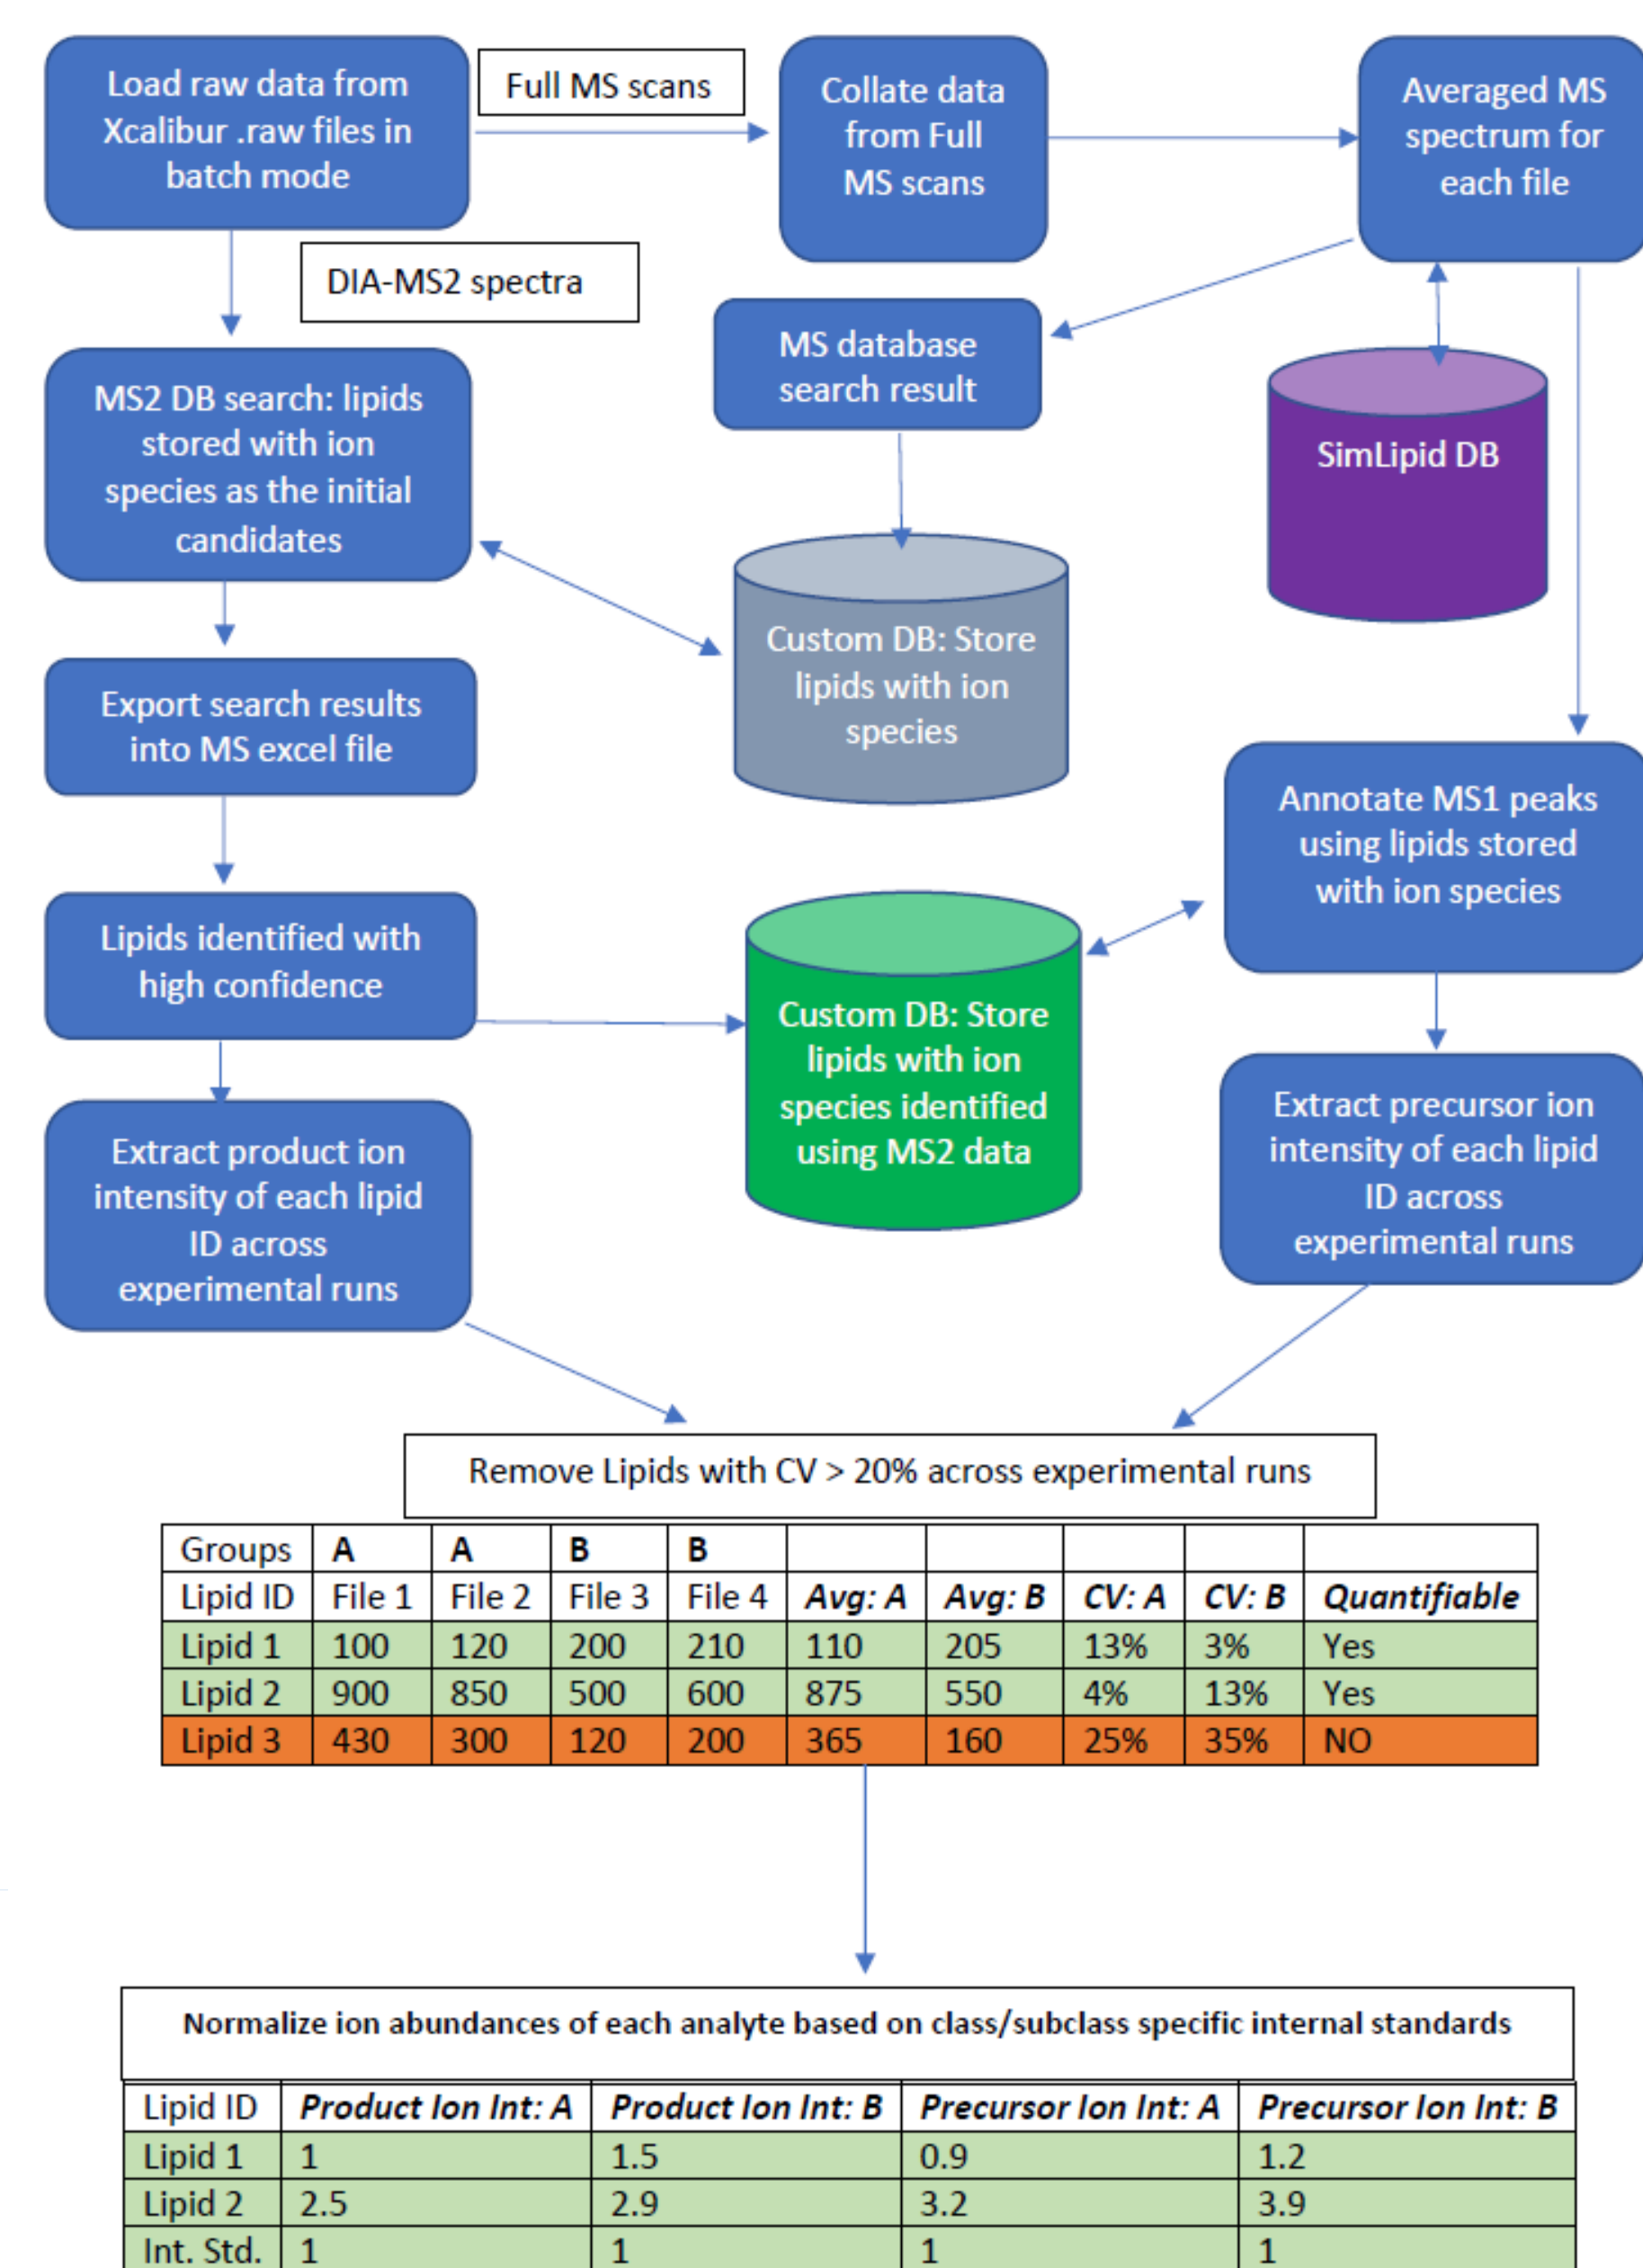 Load raw data from
Xcalibur .raw files in
batch mode
Full MS scans
Collate data
from Full
MS scans
Averaged MS
spectrum for
each file
DIA-MS2 spectra
MS database
search result
SimLipid DB
MS2 DB search: lipids
stored with ion
species as the initial
candidates
Custom DB: Store
lipids with ion
species
Export search results
into MS excel file
Annotate MS1 peaks
using lipids stored
with ion species
Lipids identified with
high confidence
Custom DB: Store
lipids with ion
species identified
using MS2 data
Extract product ion
intensity of each lipid
ID across
experimental runs
Extract precursor ion
intensity of each lipid
ID across
experimental runs
Remove Lipids with CV > 20% across experimental runs
Groups A A B B
Lipid ID File 1 File 2 File 3 File 4 Avg: A Avg: B CV: A CV: B Quantifiable
Lipid 1 100 120 200 210 110 205 13% 3% Yes
Lipid 2 900 850 500 600 875 550 4% 13% Yes
Lipid 3 430 300 120 200 365 160 25% 35% NO
Normalize ion abundances of each analyte based on class/subclass specific internal standards
Lipid ID Product Ion Int: A Product Ion Int: B Precursor Ion Int: A Precursor Ion Int: B
Lipid 1 1 1.5 0.9 1.2
Lipid 2 2.5 2.9 3.2 3.9
Int. Std. 1 1 1 1